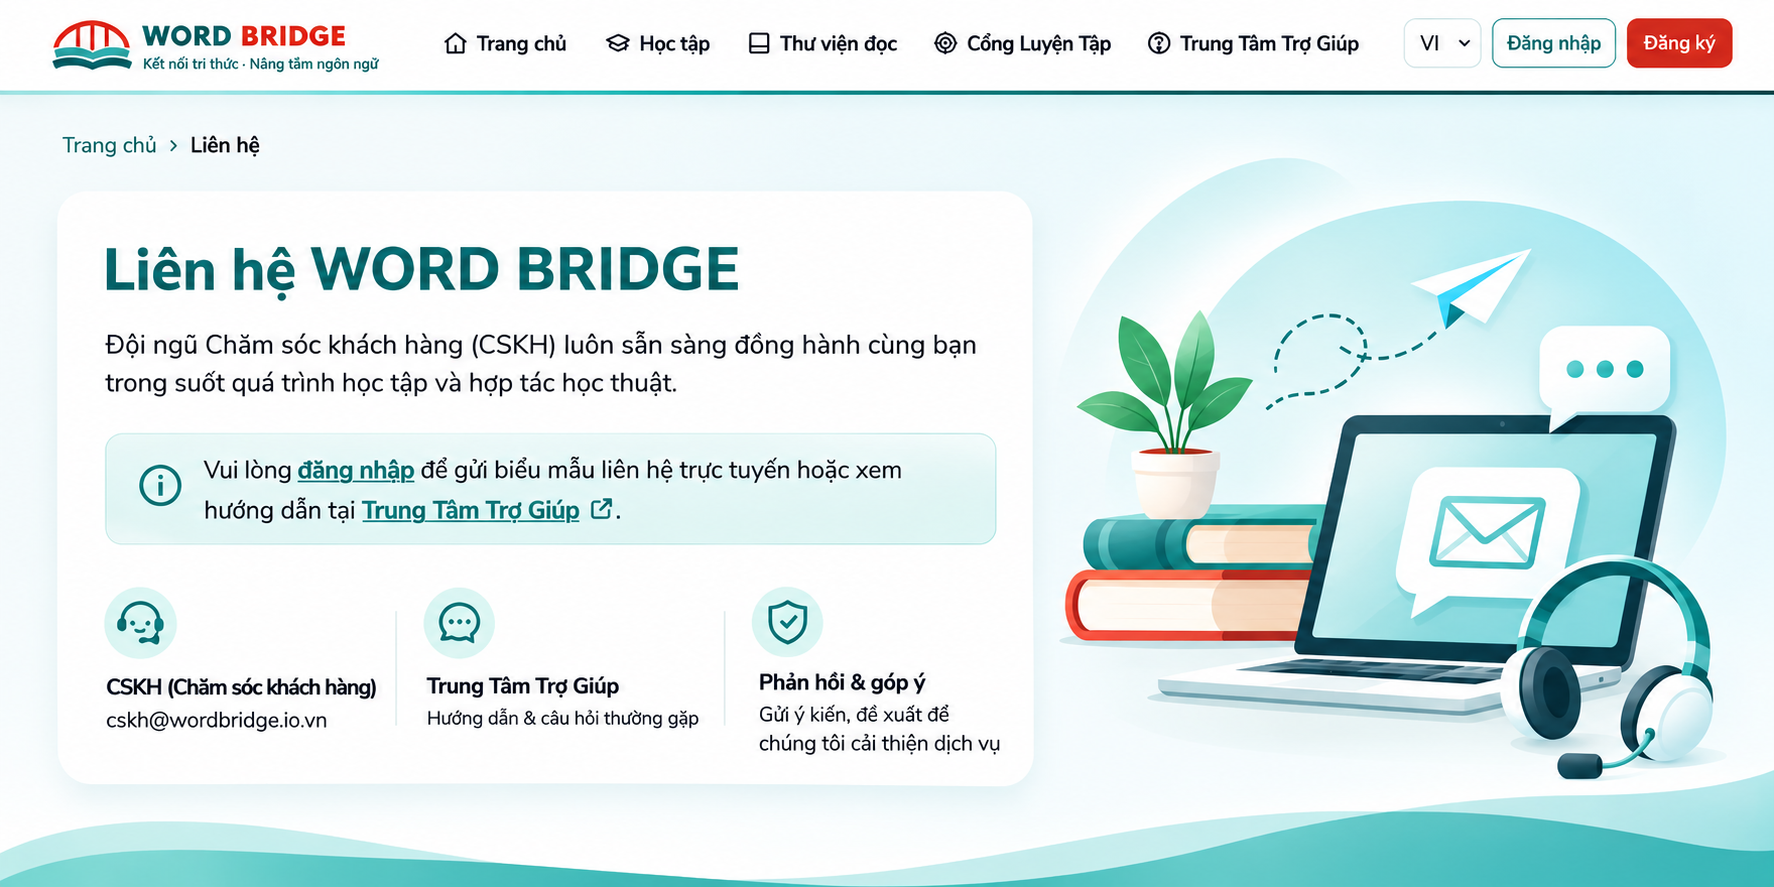 WORD BRIDGE
Kết nối tri thức · Nâng tầm ngôn ngữ
Trang chủ
Học tập
Thư viện đọc
Cổng Luyện Tập
Trung Tâm Trợ Giúp
VI
Đăng nhập
Đăng ký
Trang chủ > Liên hệ
Liên hệ WORD BRIDGE
Đội ngũ Chăm sóc khách hàng (CSKH) luôn sẵn sàng đồng hành cùng bạn
trong suốt quá trình học tập và hợp tác học thuật.
Vui lòng đăng nhập để gửi biểu mẫu liên hệ trực tuyến hoặc xem
hướng dẫn tại Trung Tâm Trợ Giúp .
CSKH (Chăm sóc khách hàng)
cskh@wordbridge.io.vn
Trung Tâm Trợ Giúp
Hướng dẫn & câu hỏi thường gặp
Phản hồi & góp ý
Gửi ý kiến, đề xuất để
chúng tôi cải thiện dịch vụ